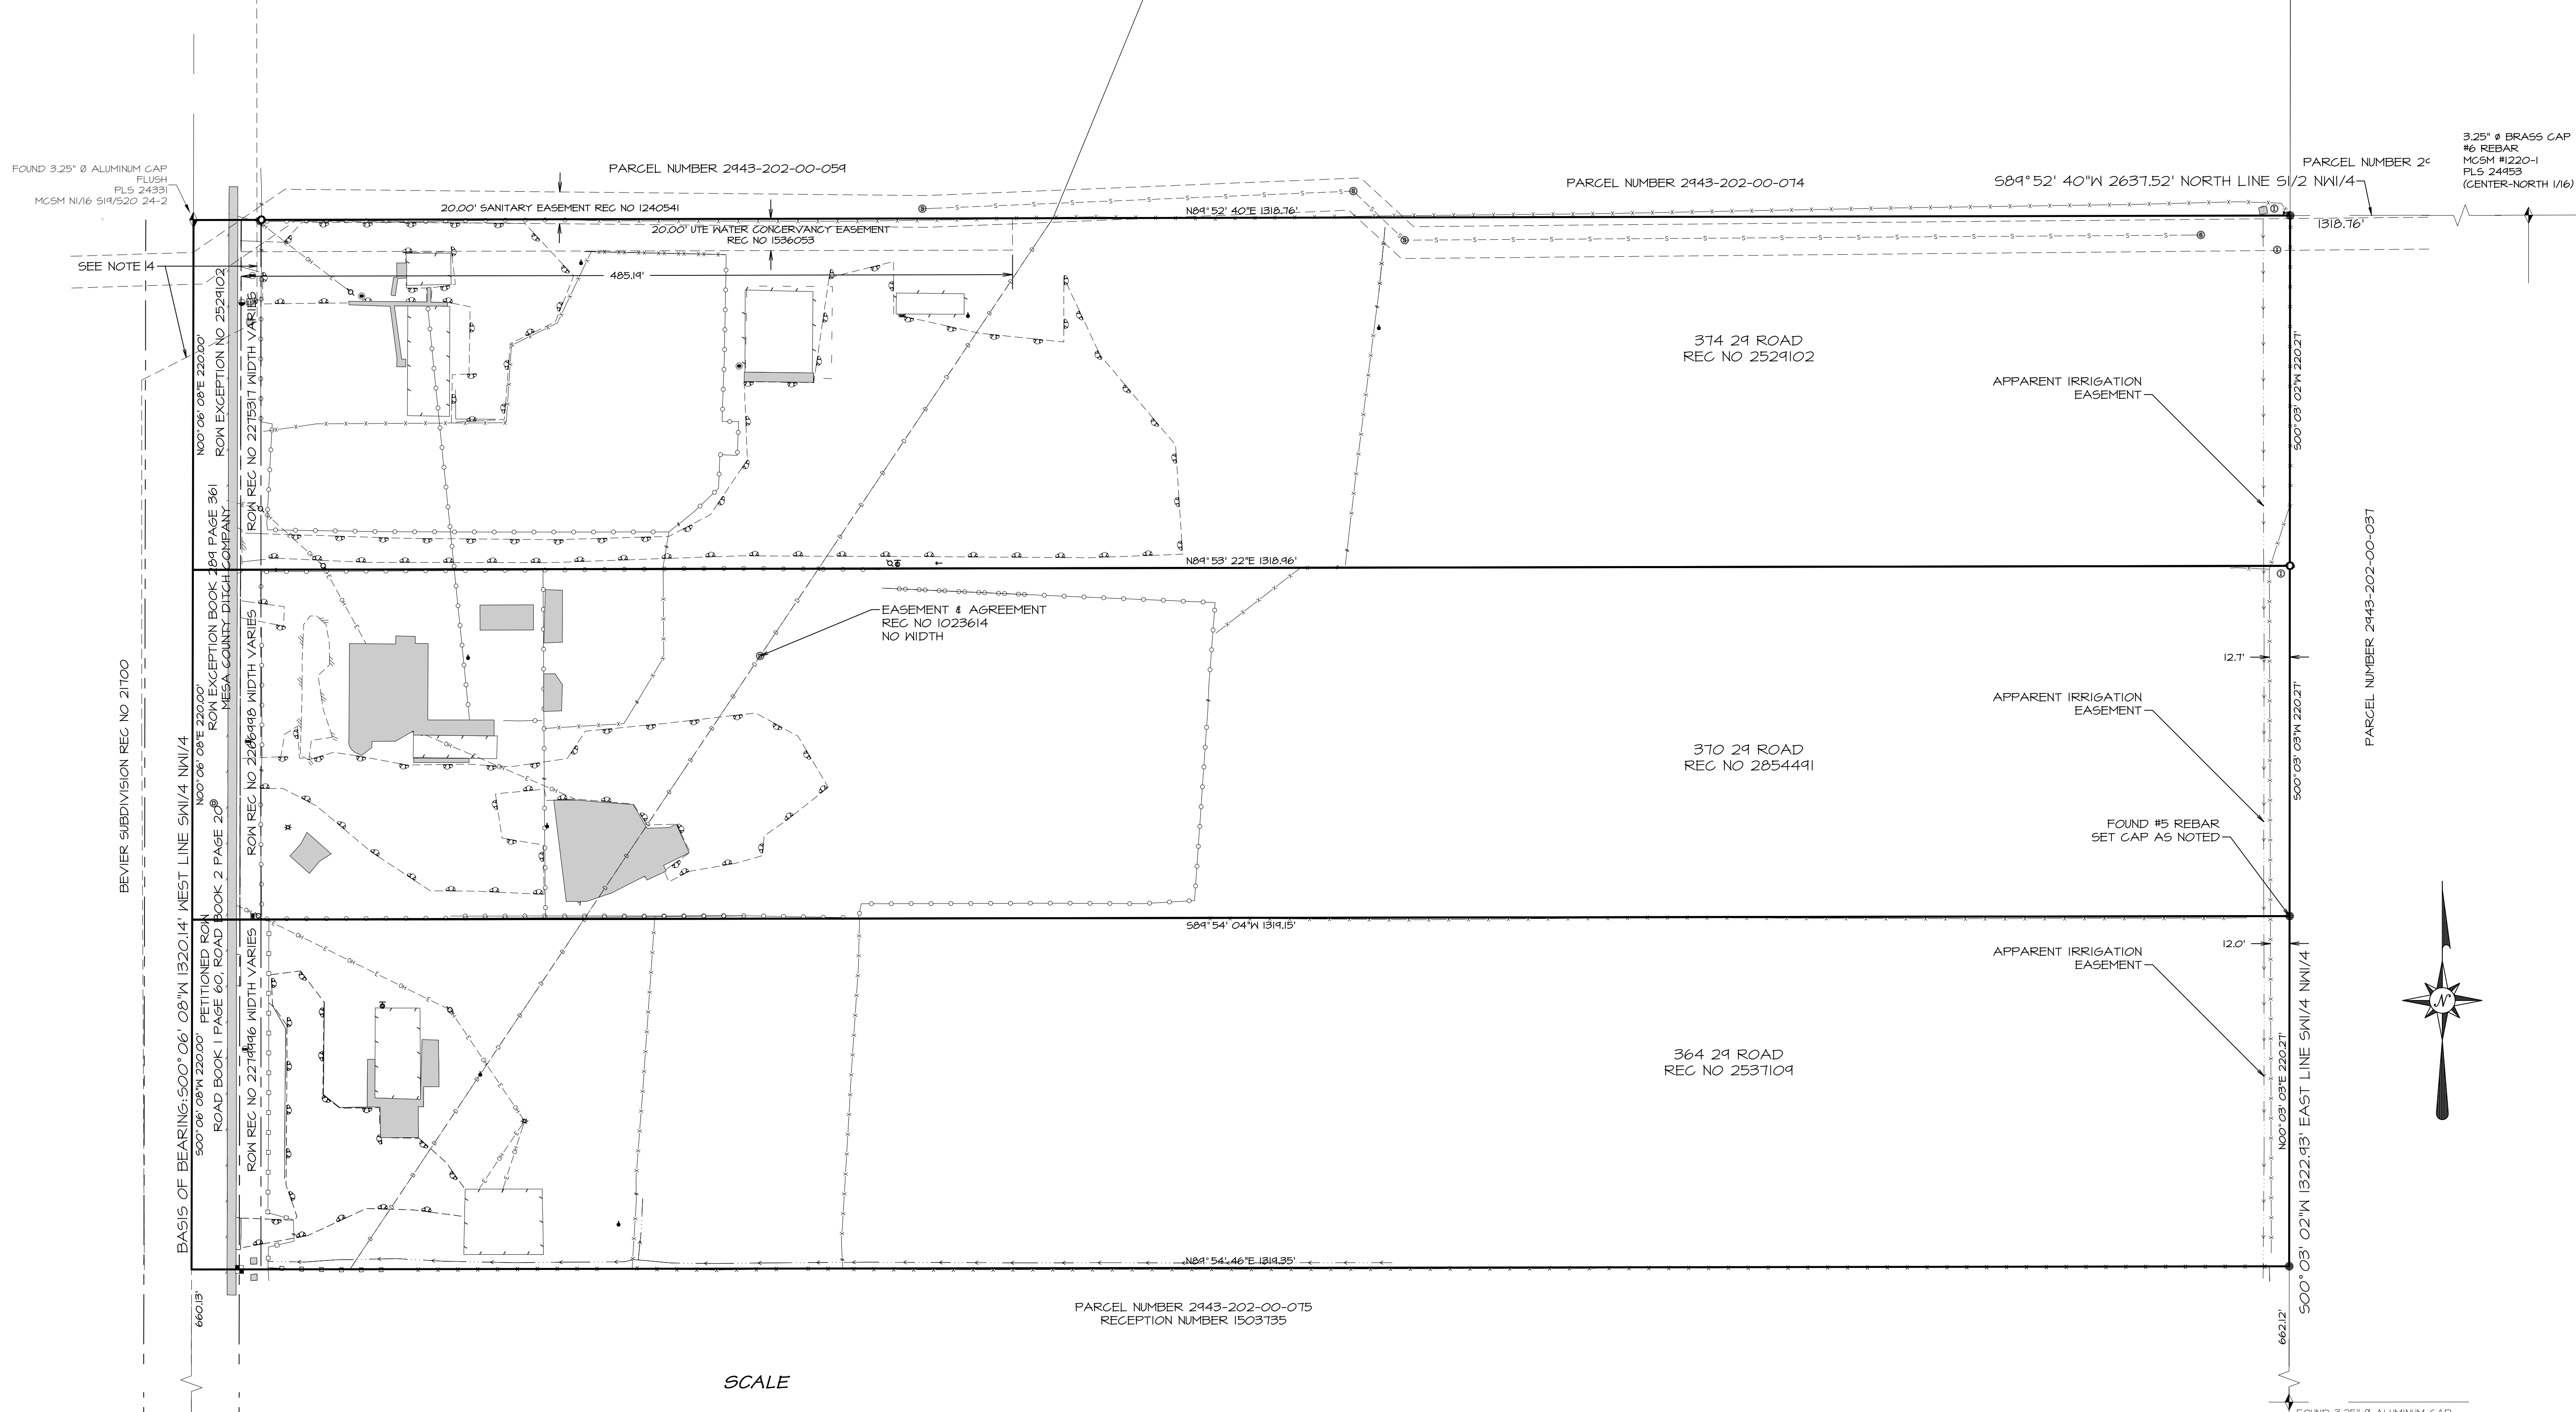 FOUND 3.25" Ø ALUMINUM CAP
FLUSH
PLS 24331
MCSM N1/16 S19/S20 24-2
SEE NOTE 14
PARCEL NUMBER 2943-202-00-059
20.00' SANITARY EASEMENT REC NO 1240541
20.00' UTE WATER CONCERVANCY EASEMENT
REC NO 1536053
485.19'
N89°52' 40"E 1318.76'
PARCEL NUMBER 2943-202-00-074
S89°52' 40"W 2637.52' NORTH LINE S1/2 NW1/4
1318.76'
3.25" Ø BRASS CAP
#6 REBAR
MCSM #1220-1
PLS 24953
(CENTER-NORTH 1/16)
374 29 ROAD
REC NO 2529102
APPARENT IRRIGATION
EASEMENT
S00°03' 02"W 220.27'
N00°06' 08"E 220.00'
ROW EXCEPTION NO 2529102
ROW REC NO 2275317 WIDTH VARIES
ROW EXCEPTION BOOK 289 PAGE 361
MESA COUNTY DITCH COMPANY
N89°53' 22"E 1318.96'
EASEMENT & AGREEMENT
REC NO 1023614
NO WIDTH
370 29 ROAD
REC NO 2854491
APPARENT IRRIGATION
EASEMENT
12.7'
S00°03' 03"W 220.27'
PARCEL NUMBER 2943-202-00-037
FOUND #5 REBAR
SET CAP AS NOTED
BEVIER SUBDIVISION REC NO 21700
N00°06' 08"E 220.00'
ROW REC NO 2266998 WIDTH VARIES
S89°54' 04"W 1319.15'
BASIS OF BEARING:S00°06' 08"W 1320.14' WEST LINE SW1/4 NW1/4
S00°06' 08"W 220.00'
PETITIONED ROW
ROAD BOOK 1 PAGE 60, ROAD BOOK 2 PAGE 20
ROW REC NO 2279996 WIDTH VARIES
364 29 ROAD
REC NO 2537109
APPARENT IRRIGATION
EASEMENT
12.0'
N00°03' 03"E 220.27'
S00°03' 02"W 1322.93' EAST LINE SW1/4 NW1/4
N
N89°54' 46"E 1319.35'
660.13'
662.12'
PARCEL NUMBER 2943-202-00-075
RECEPTION NUMBER 1503735
SCALE